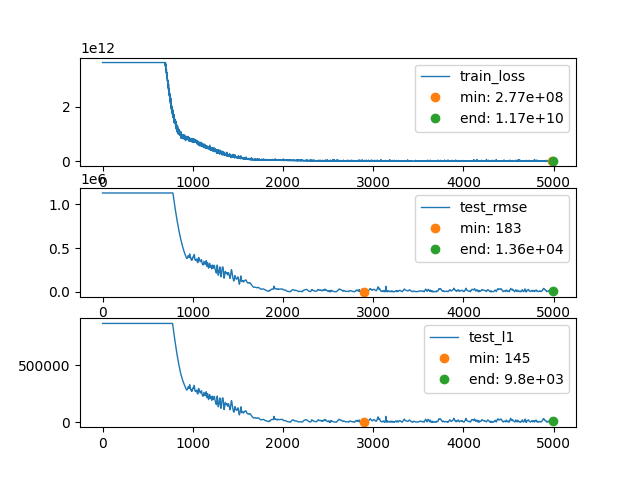 1e12
train_loss
min: 2.77e+08
end: 1.17e+10
2
0
0 1000 2000 3000 4000 5000
1e6
test_rmse
min: 183
end: 1.36e+04
1.0
0.5
0.0
0 1000 2000 3000 4000 5000
test_l1
min: 145
end: 9.8e+03
500000
0
0 1000 2000 3000 4000 5000